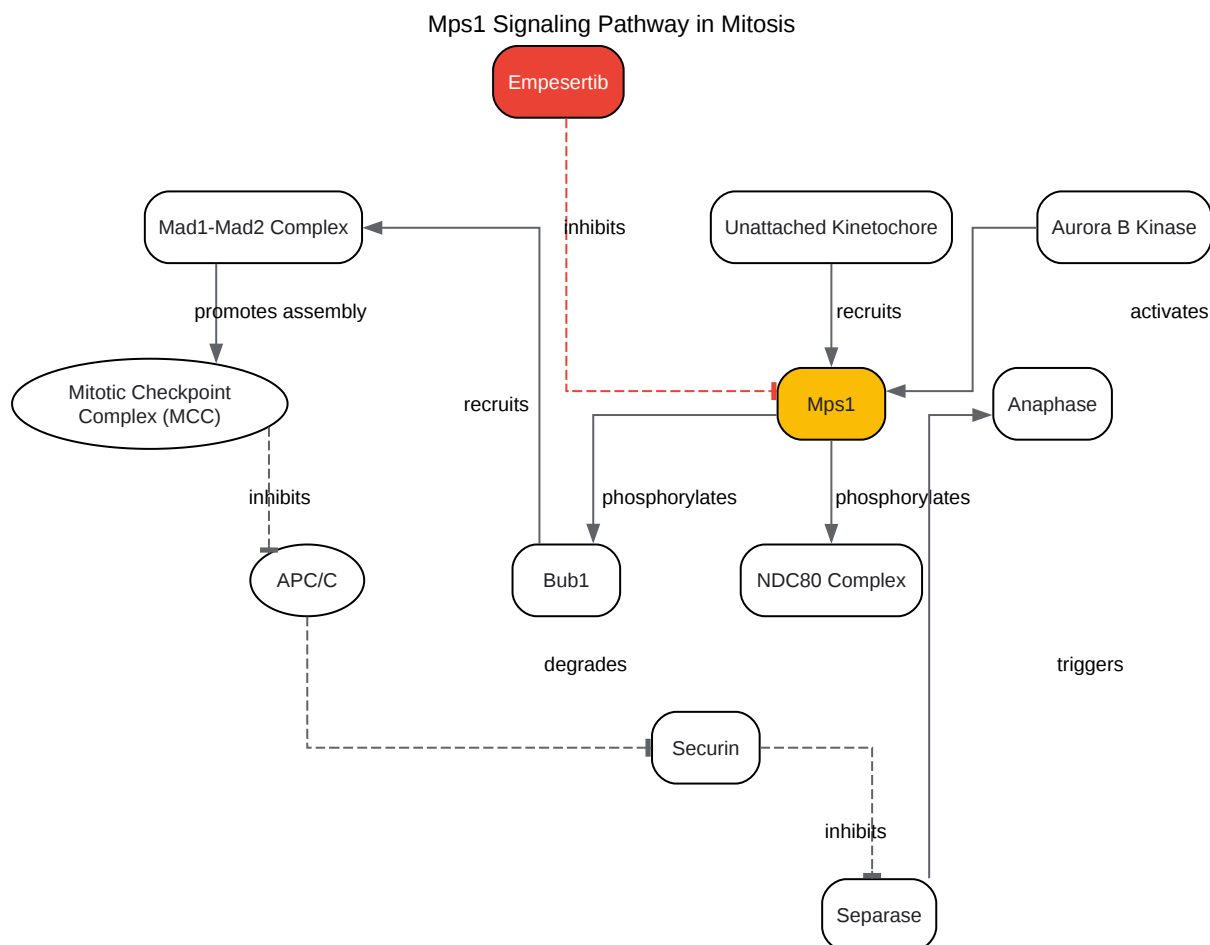 Mps1 Signaling Pathway in Mitosis
Empesertib
Mad1-Mad2 Complex
inhibits
Unattached Kinetochore
Aurora B Kinase
promotes assembly
recruits
activates
Mitotic Checkpoint
Complex (MCC)
recruits
Mps1
Anaphase
inhibits
phosphorylates
phosphorylates
APC/C
Bub1
NDC80 Complex
degrades
triggers
Securin
inhibits
Separase